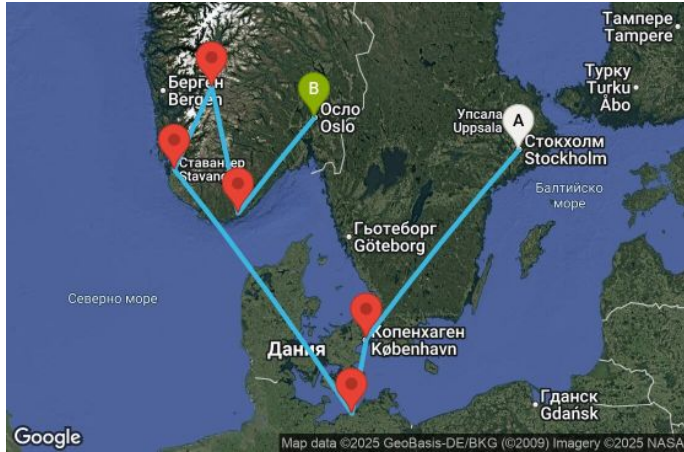 Тампере
Tampere
Берген
Bergen
Турку
Turku
Åbo
B
Осло
Oslo
Упсала
Uppsala
A
Стокхолм
Stockholm
Ставангер
Балтийско
море
Гьотеборг
Göteborg
Северно море
Дания
Копенхаген
København
Гданск
Gdańsk
Google
Map data ©2025 GeoBasis-DE/BKG (©2009) Imagery ©2025 NASA